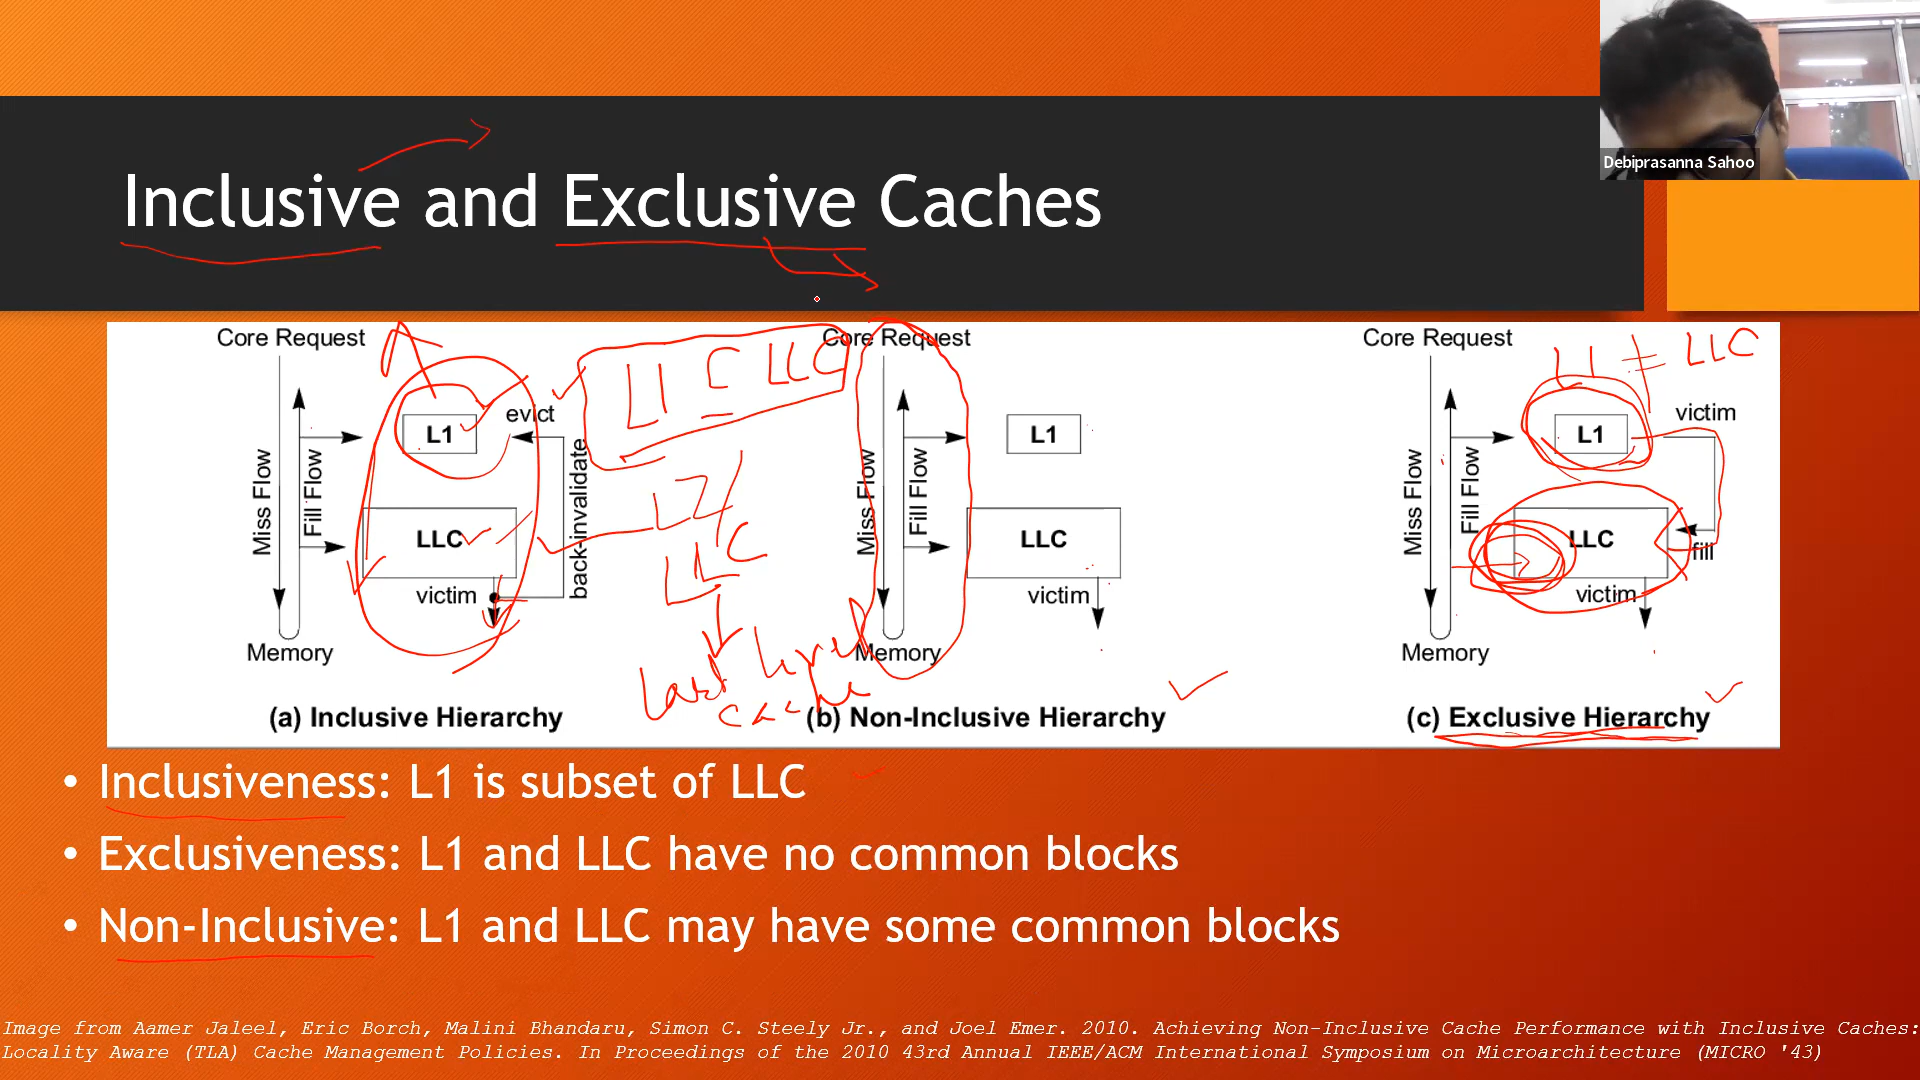 Debiprasanna Sahoo
Inclusive and Exclusive Caches
Core Request
Miss Flow
Fill Flow
L1
evict
LLC
back-invalidate
victim
Memory
(a) Inclusive Hierarchy
L1 ⊆ LLC
L2
LLC
Last level
cache
Core Request
Miss Flow
Fill Flow
L1
LLC
victim
Memory
(b) Non-Inclusive Hierarchy
Core Request
L1 ≠ LLC
Miss Flow
Fill Flow
L1
victim
LLC
fill
victim
Memory
(c) Exclusive Hierarchy
• Inclusiveness: L1 is subset of LLC
• Exclusiveness: L1 and LLC have no common blocks
• Non-Inclusive: L1 and LLC may have some common blocks
Image from Aamer Jaleel, Eric Borch, Malini Bhandaru, Simon C. Steely Jr., and Joel Emer. 2010. Achieving Non-Inclusive Cache Performance with Inclusive Caches:
Locality Aware (TLA) Cache Management Policies. In Proceedings of the 2010 43rd Annual IEEE/ACM International Symposium on Microarchitecture (MICRO '43)